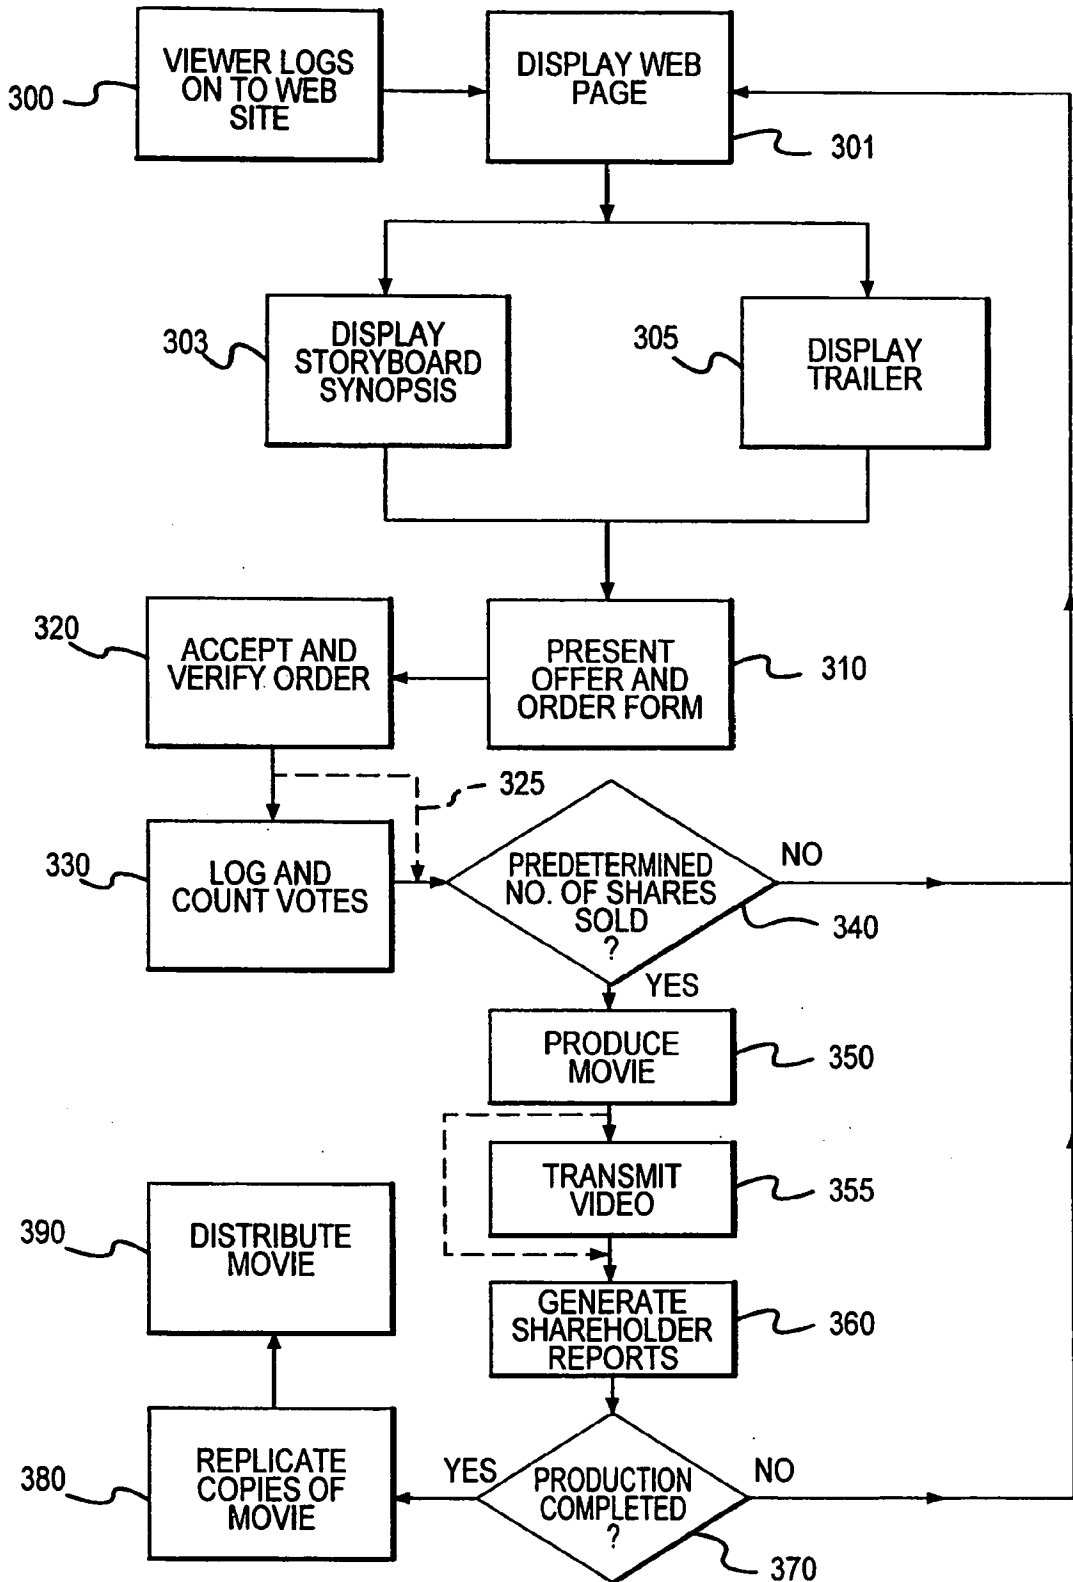 VIEWER LOGS
ON TO WEB
SITE
300
DISPLAY WEB
PAGE
301
303
DISPLAY
STORYBOARD
SYNOPSIS
305
DISPLAY
TRAILER
320
ACCEPT AND
VERIFY ORDER
PRESENT
OFFER AND
ORDER FORM
310
325
330
LOG AND
COUNT VOTES
PREDETERMINED
NO. OF SHARES
SOLD
?
NO
340
YES
PRODUCE
MOVIE
350
TRANSMIT
VIDEO
355
390
DISTRIBUTE
MOVIE
GENERATE
SHAREHOLDER
REPORTS
360
380
REPLICATE
COPIES OF
MOVIE
YES
PRODUCTION
COMPLETED
?
NO
370